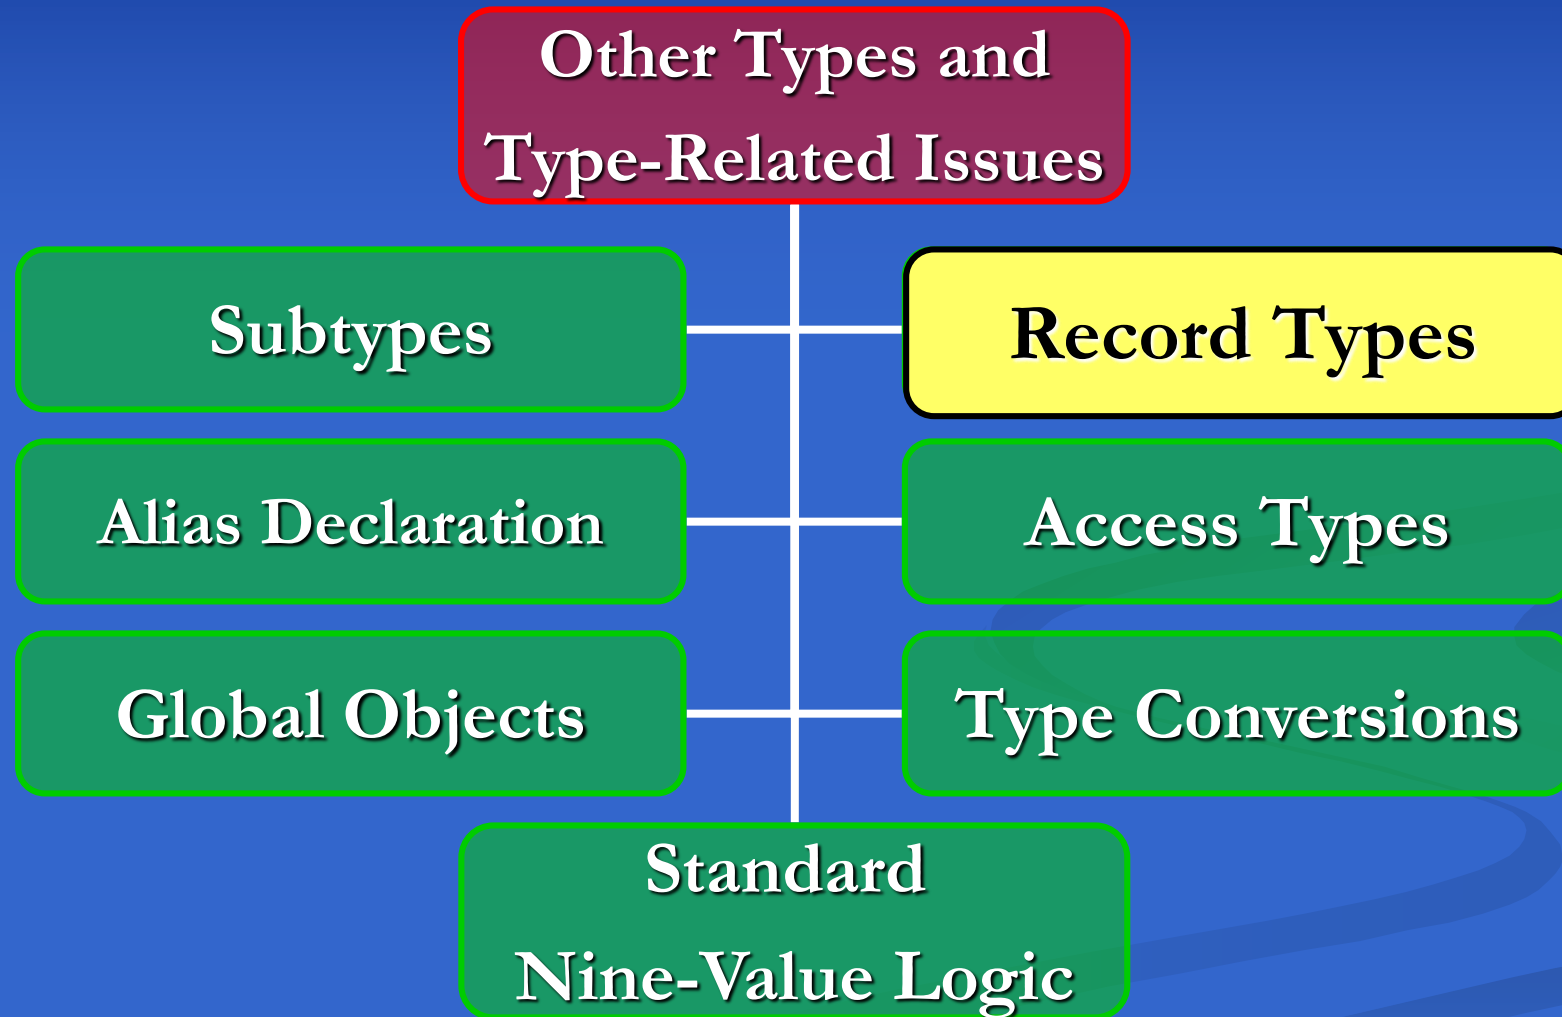 Other Types and
Type-Related Issues
Subtypes
Record Types
Alias Declaration
Access Types
Global Objects
Type Conversions
Standard
Nine-Value Logic